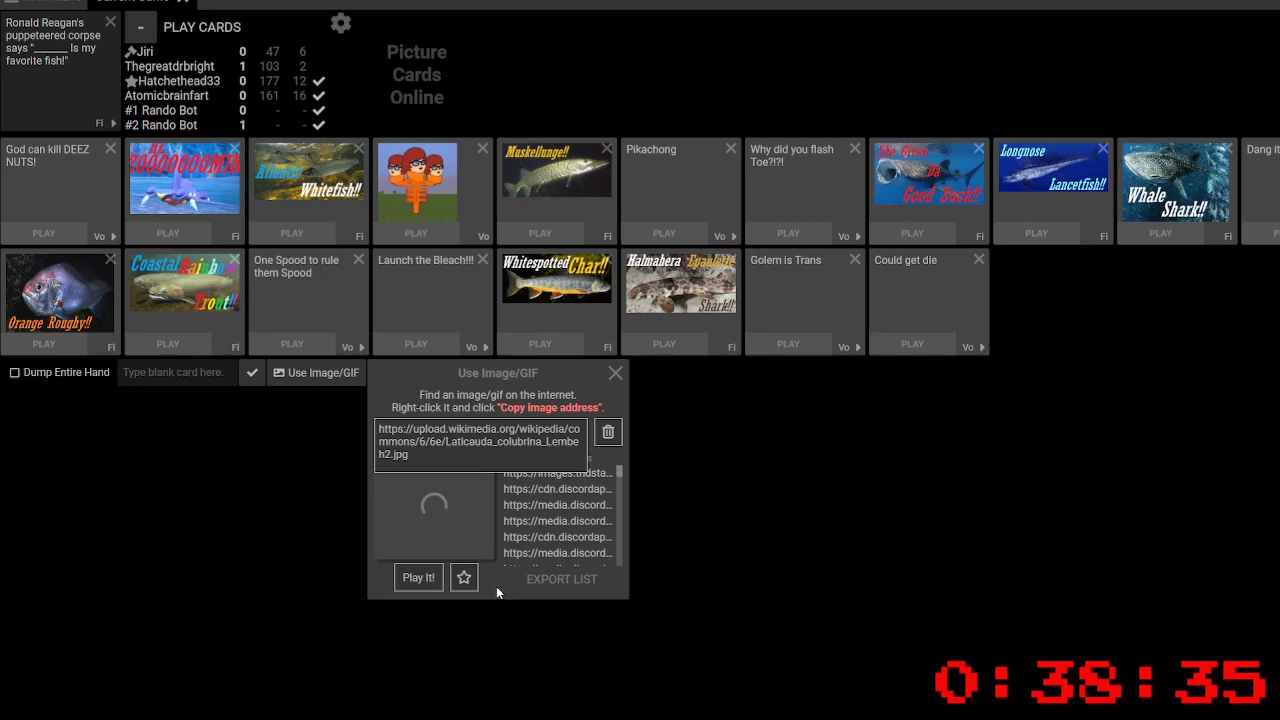 Ronald Reagan's
puppeteered corpse
says "_______ Is my
favorite fish!"
Fi
-
PLAY CARDS
Jiri 0 47 6
Thegreatdrbright 1 103 2
Hatchethead33 0 177 12
Atomicbrainfart 0 161 16
#1 Rando Bot 0 - -
#2 Rando Bot 1 - -
Picture
Cards
Online
God can kill DEEZ
NUTS!
PLAY Vo
PLAY Fi
Atlantic
Whitefish!!
PLAY Fi
PLAY Vo
Muskellunge!!
PLAY Fi
Pikachong
PLAY Vo
Why did you flash
Toe?!?!
PLAY Vo
Da
Good Succ!!
PLAY Fi
Longnose
Lancetfish!!
PLAY Fi
Whale
Shark!!
PLAY Fi
Dang it
Orange Roughy!!
PLAY Fi
Coastal Rainbow
Trout!!
PLAY Fi
One Spood to rule
them Spood
PLAY Vo
Launch the Bleach!!!
PLAY Vo
Whitespotted
Char!!
PLAY Fi
Halmahera Epaulette
Shark!!
PLAY Fi
Golem is Trans
PLAY Vo
Could get die
PLAY Vo
Dump Entire Hand
Type blank card here.
Use Image/GIF
Use Image/GIF
Find an image/gif on the internet.
Right-click it and click "Copy image address".
https://upload.wikimedia.org/wikipedia/co
mmons/6/6e/Laticauda_colubrina_Lembe
h2.jpg
https://images.thdsta...
https://cdn.discordap...
https://media.discord...
https://media.discord...
https://cdn.discordap...
https://media.discord...
Play It!
EXPORT LIST
0:38:35